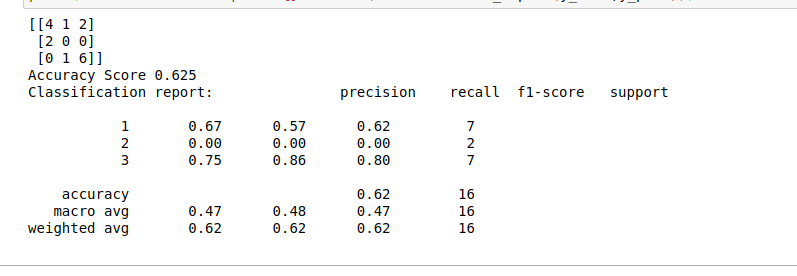 [[4 1 2]
 [2 0 0]
 [0 1 6]]
Accuracy Score 0.625
Classification report:               precision    recall  f1-score   support

           1       0.67      0.57      0.62         7
           2       0.00      0.00      0.00         2
           3       0.75      0.86      0.80         7

    accuracy                           0.62        16
   macro avg       0.47      0.48      0.47        16
weighted avg       0.62      0.62      0.62        16